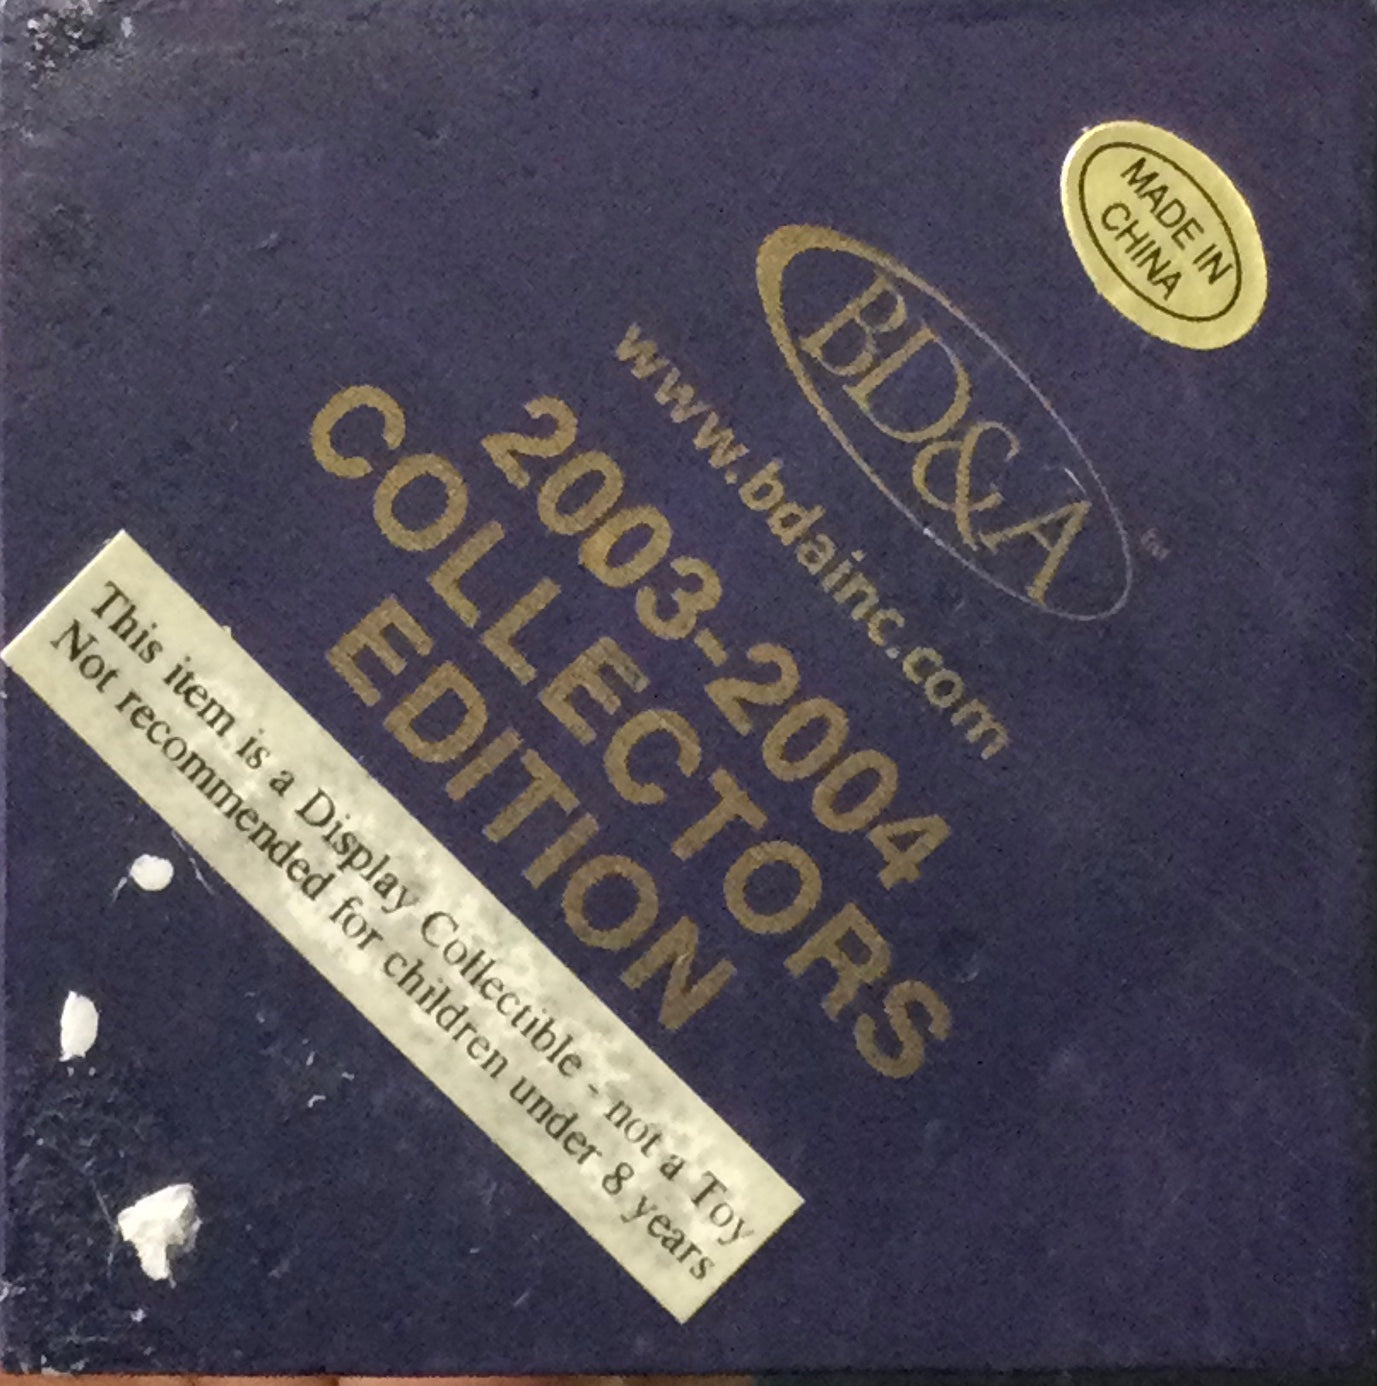 MADE IN
CHINA
BD&A™
www.bdainc.com
2003-2004
COLLECTORS
EDITION
This item is a Display Collectible - not a Toy
Not recommended for children under 8 years